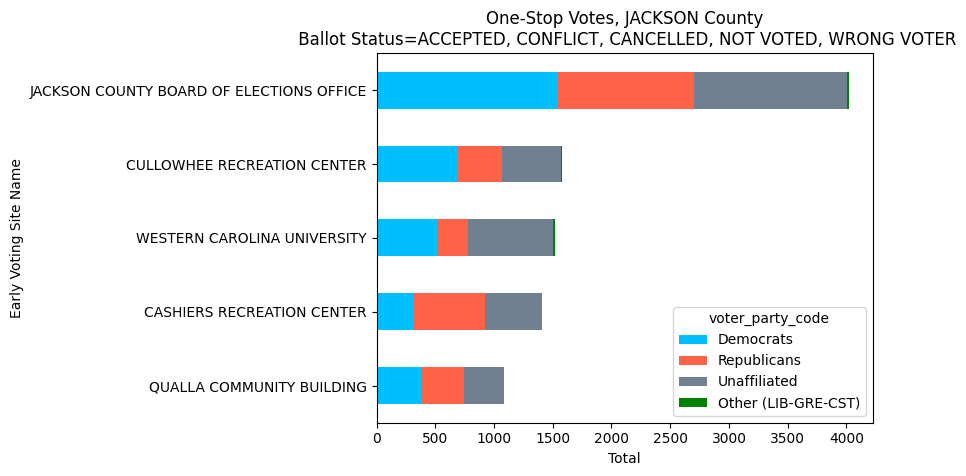 One-Stop Votes, JACKSON County
Ballot Status=ACCEPTED, CONFLICT, CANCELLED, NOT VOTED, WRONG VOTER
Early Voting Site Name
JACKSON COUNTY BOARD OF ELECTIONS OFFICE
CULLOWHEE RECREATION CENTER
WESTERN CAROLINA UNIVERSITY
CASHIERS RECREATION CENTER
QUALLA COMMUNITY BUILDING
voter_party_code
Democrats
Republicans
Unaffiliated
Other (LIB-GRE-CST)
0 500 1000 1500 2000 2500 3000 3500 4000
Total